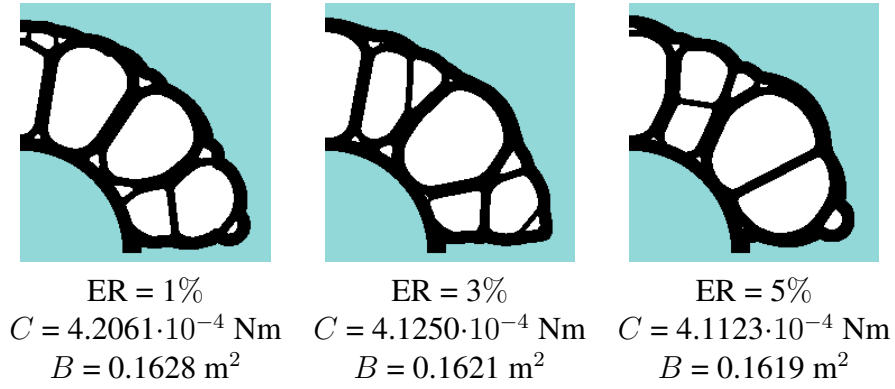 ER = 1% ER = 3% ER = 5%
C = 4.2061·10⁻⁴ Nm C = 4.1250·10⁻⁴ Nm C = 4.1123·10⁻⁴ Nm
B = 0.1628 m² B = 0.1621 m² B = 0.1619 m²